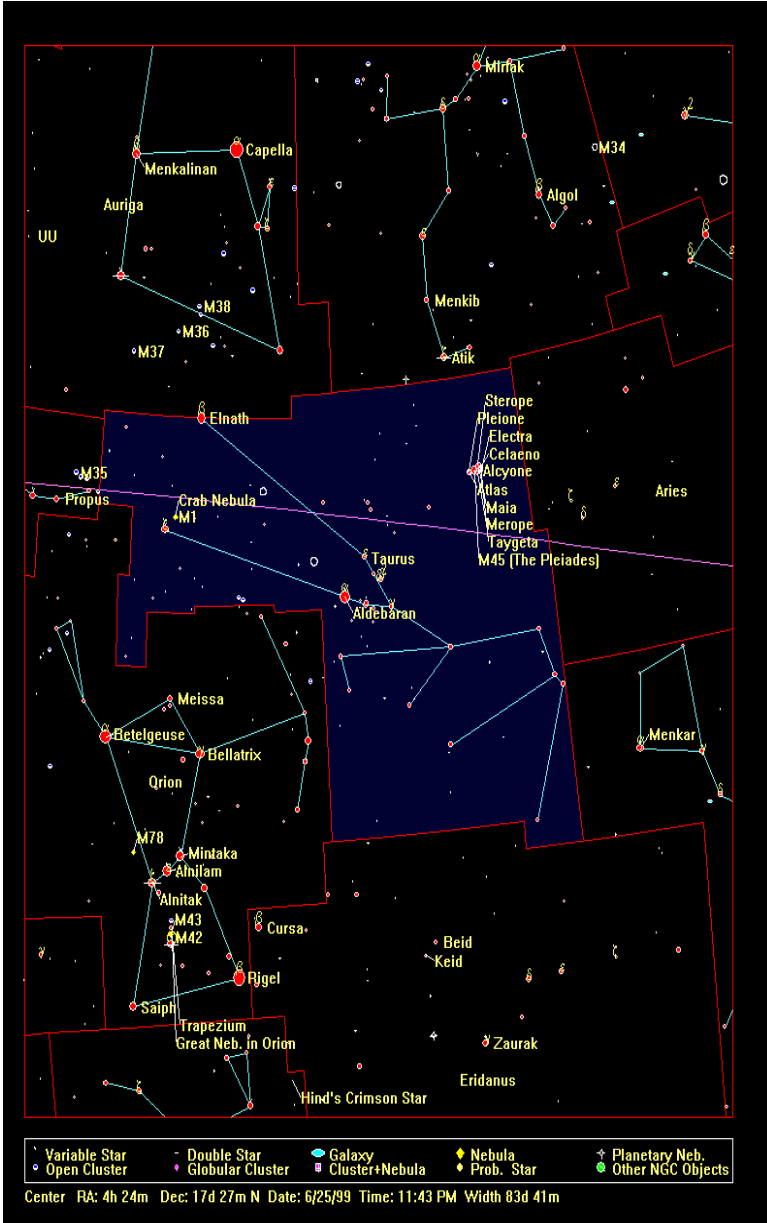 Mirfak
2
Capella
M34
Menkalinan
Algol
Auriga
UU
Menkib
M38
M36
M37
Atik
Sterope
Elnath
Pleione
Electra
Celaeno
M35
Alcyone
Propus
Crab Nebula
Atlas
Aries
M1
Maia
Merope
Taygeta
Taurus
M45 (The Pleiades)
Aldebaran
Meissa
Betelgeuse
Menkar
Bellatrix
Orion
M78
Mintaka
Alnilam
Alnitak
M43
Cursa
M42
Beid
Keid
Rigel
Saiph
Trapezium
Great Neb. in Orion
Zaurak
Eridanus
Hind's Crimson Star
Variable Star Double Star Galaxy Nebula Planetary Neb.
Open Cluster Globular Cluster Cluster+Nebula Prob. Star Other NGC Objects
Center RA: 4h 24m Dec: 17d 27m N Date: 6/25/99 Time: 11:43 PM Width 83d 41m